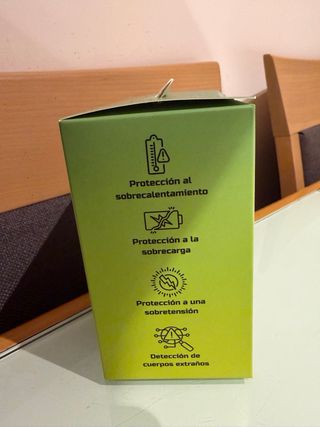 Protección al
sobrecalentamiento
Protección a la
sobrecarga
Protección a una
sobretensión
Detección de
cuerpos extraños